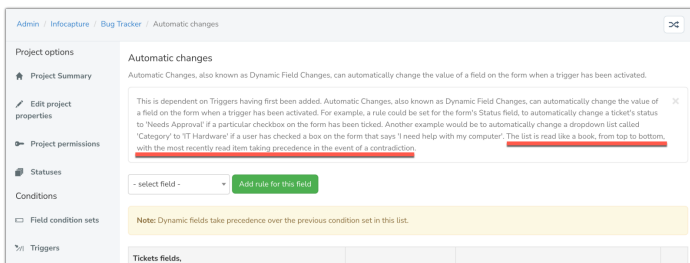 Admin / Infocapture / Bug Tracker / Automatic changes
Project options
Project Summary
Edit project
properties
Project permissions
Statuses
Conditions
Field condition sets
Triggers
Automatic changes
Automatic Changes, also known as Dynamic Field Changes, can automatically change the value of a field on the form when a trigger has been activated.
This is dependent on Triggers having first been added. Automatic Changes, also known as Dynamic Field Changes, can automatically change the value of
a field on the form when a trigger has been activated. For example, a rule could be set for the form's Status field, to automatically change a ticket's status
to 'Needs Approval' if a particular checkbox on the form has been ticked. Another example would be to automatically change a dropdown list called
'Category' to 'IT Hardware' if a user has checked a box on the form that says 'I need help with my computer'. The list is read like a book, from top to bottom,
with the most recently read item taking precedence in the event of a contradiction.
- select field -
Add rule for this field
Note: Dynamic fields take precedence over the previous condition set in this list.
Tickets fields,